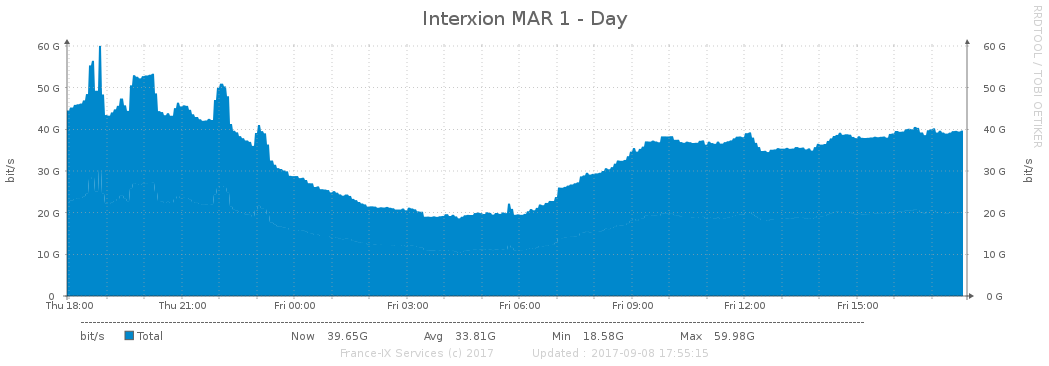 Interxion MAR 1 - Day
RRDTOOL / TOBI OETIKER
60 G 60 G
50 G 50 G
40 G 40 G
30 G 30 G
20 G 20 G
10 G 10 G
0 0 G
bit/s bit/s
Thu 18:00 Thu 21:00 Fri 00:00 Fri 03:00 Fri 06:00 Fri 09:00 Fri 12:00 Fri 15:00
bit/s Total Now 39.65G Avg 33.81G Min 18.58G Max 59.98G
France-IX Services (c) 2017 Updated : 2017-09-08 17:55:15